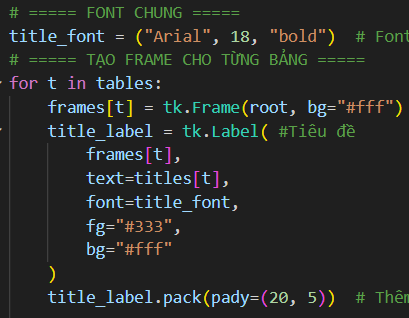 # ===== FONT CHUNG =====
title_font = ("Arial", 18, "bold")  # Font
# ===== TẠO FRAME CHO TỪNG BẢNG =====
for t in tables:
    frames[t] = tk.Frame(root, bg="#fff")
    title_label = tk.Label( #Tiêu đề
        frames[t],
        text=titles[t],
        font=title_font,
        fg="#333",
        bg="#fff"
    )
    title_label.pack(pady=(20, 5))  # Thêm